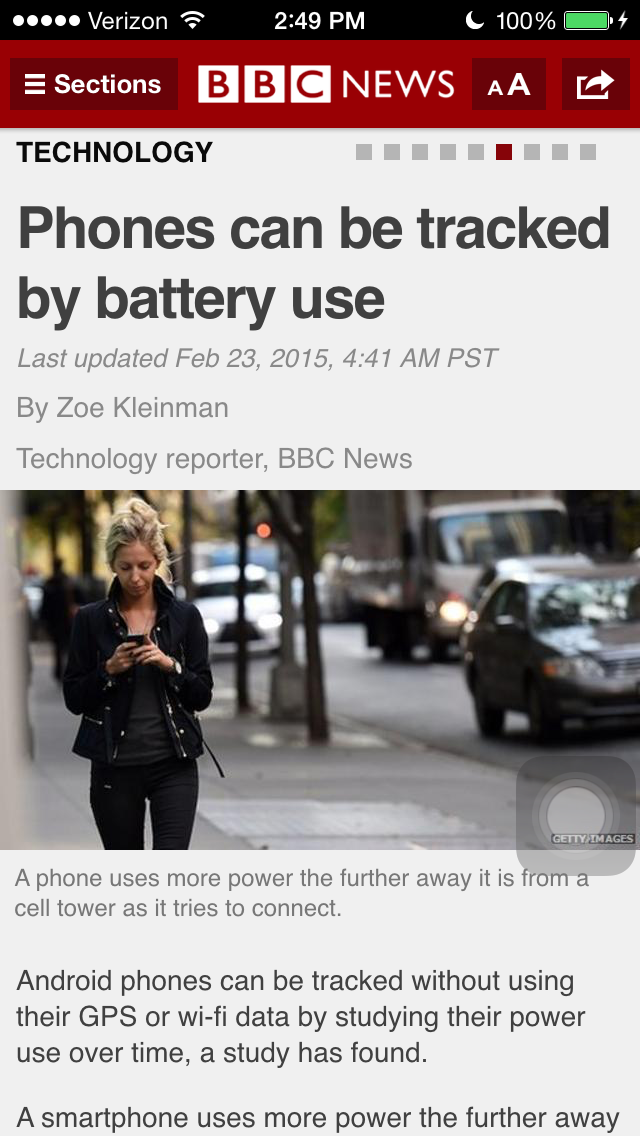 Verizon 2:49 PM 100%
Sections BBC NEWS AA
TECHNOLOGY
Phones can be tracked
by battery use
Last updated Feb 23, 2015, 4:41 AM PST
By Zoe Kleinman
Technology reporter, BBC News
GETTY IMAGES
A phone uses more power the further away it is from a
cell tower as it tries to connect.
Android phones can be tracked without using
their GPS or wi-fi data by studying their power
use over time, a study has found.
A smartphone uses more power the further away